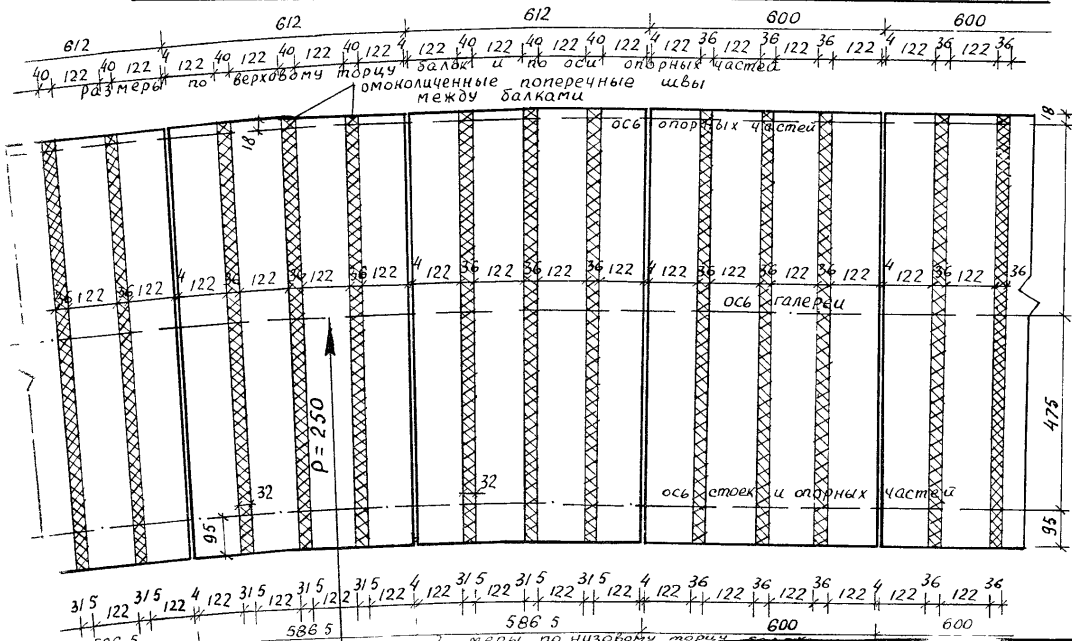 612 612 612 600 600
40 122 40 122 4 122 40 122 40 122 40 122 4 122 40 122 40 122 40 122 4 122 36 122 36 122 36 122 4 122 36 122 36
размеры по верховому торцу балок и по оси опорных частей
омоноличенные поперечные швы
между балками
18 ось опорных частей 18
36 122 36 122 4 122 36 122 36 122 36 122 4 122 36 122 36 122 36 122 4 122 36 122 36 122 36 122 4 122 36 122 36
ось галереи
Р=250
475
32 32
ось стоек и опорных частей
95 95
31 5 122 31 5 122 4 122 31 5 122 31 5 122 31 5 122 4 122 31 5 122 31 5 122 31 5 122 4 122 36 122 36 122 36 122 4 122 36 122 36
586 5 586 5 600 600
меры по низовому торцу балок